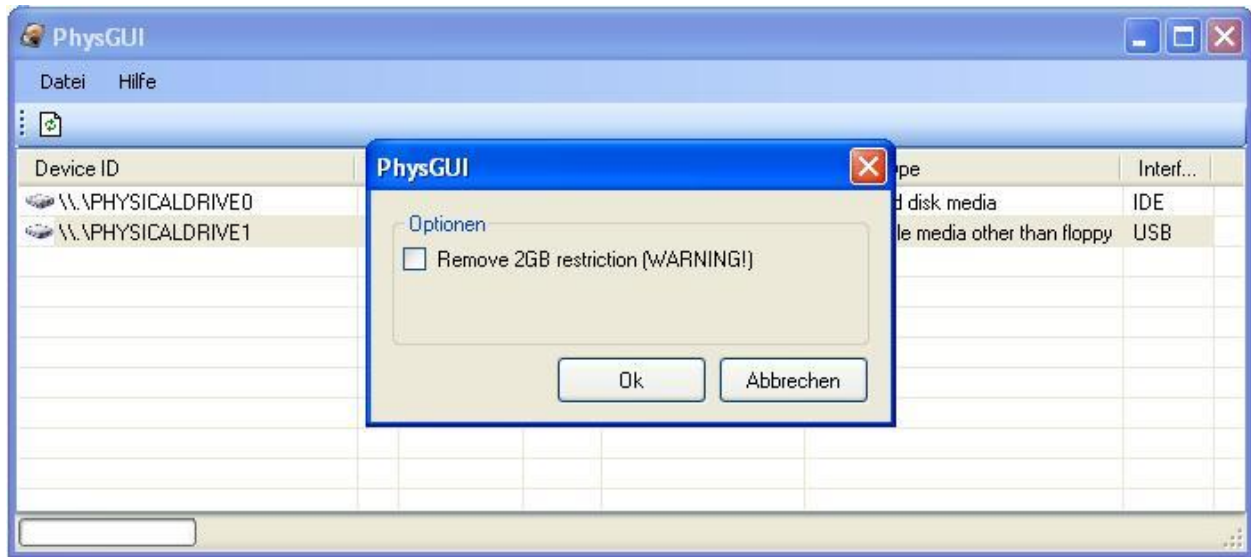 PhysGUI
Datei Hilfe
Device ID Interf...
PhysGUI
\\.\PHYSICALDRIVE0 disk media IDE
\\.\PHYSICALDRIVE1 media other than floppy USB
Optionen
Remove 2GB restriction (WARNING!)
Ok Abbrechen